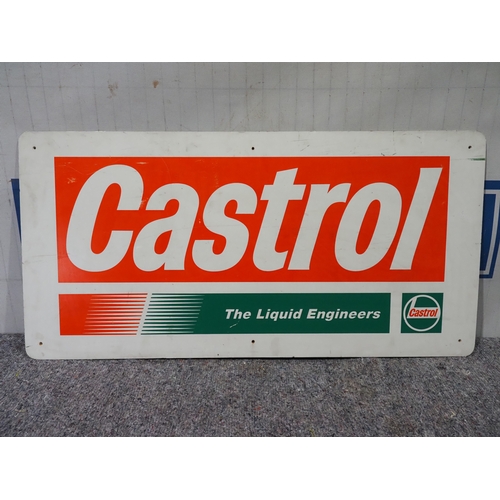 Castrol
The Liquid Engineers
Castrol